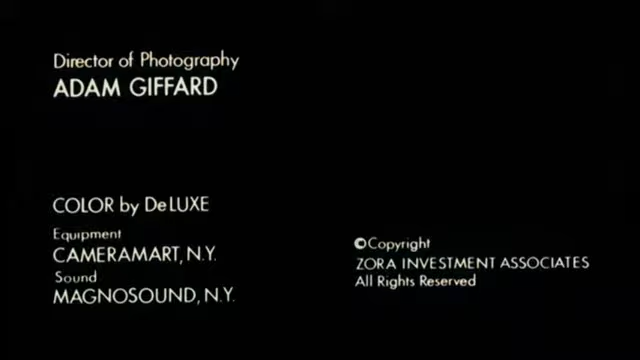 Director of Photography
ADAM GIFFARD
COLOR by DeLUXE
Equipment
CAMERAMART, N.Y.
Sound
MAGNOSOUND, N.Y.
©Copyright
ZORA INVESTMENT ASSOCIATES
All Rights Reserved